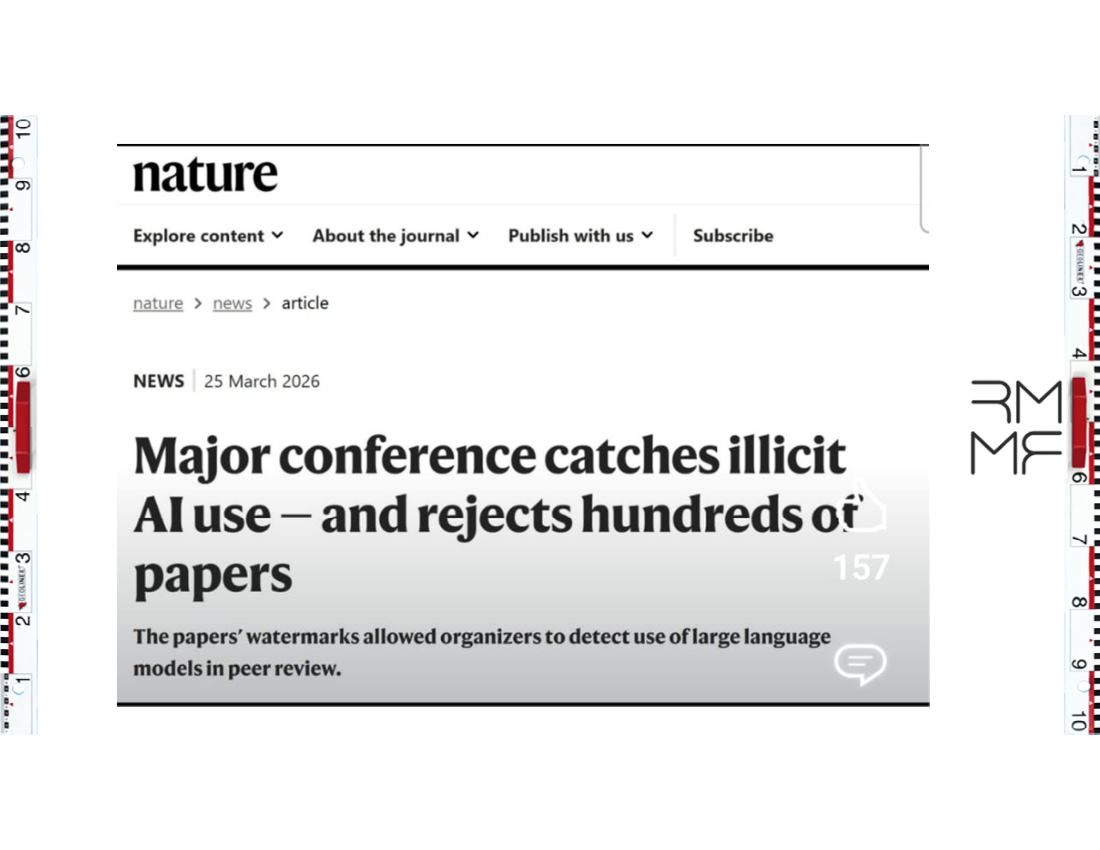 nature
Explore content
About the journal
Publish with us
Subscribe
nature > news > article
NEWS | 25 March 2026
Major conference catches illicit
AI use – and rejects hundreds of
papers
The papers' watermarks allowed organizers to detect use of large language
models in peer review.
157
RM
MF
10
9
8
7
6
4
3
GEOLINER
2
1
1
2
GEOLINER
3
4
6
7
8
9
10